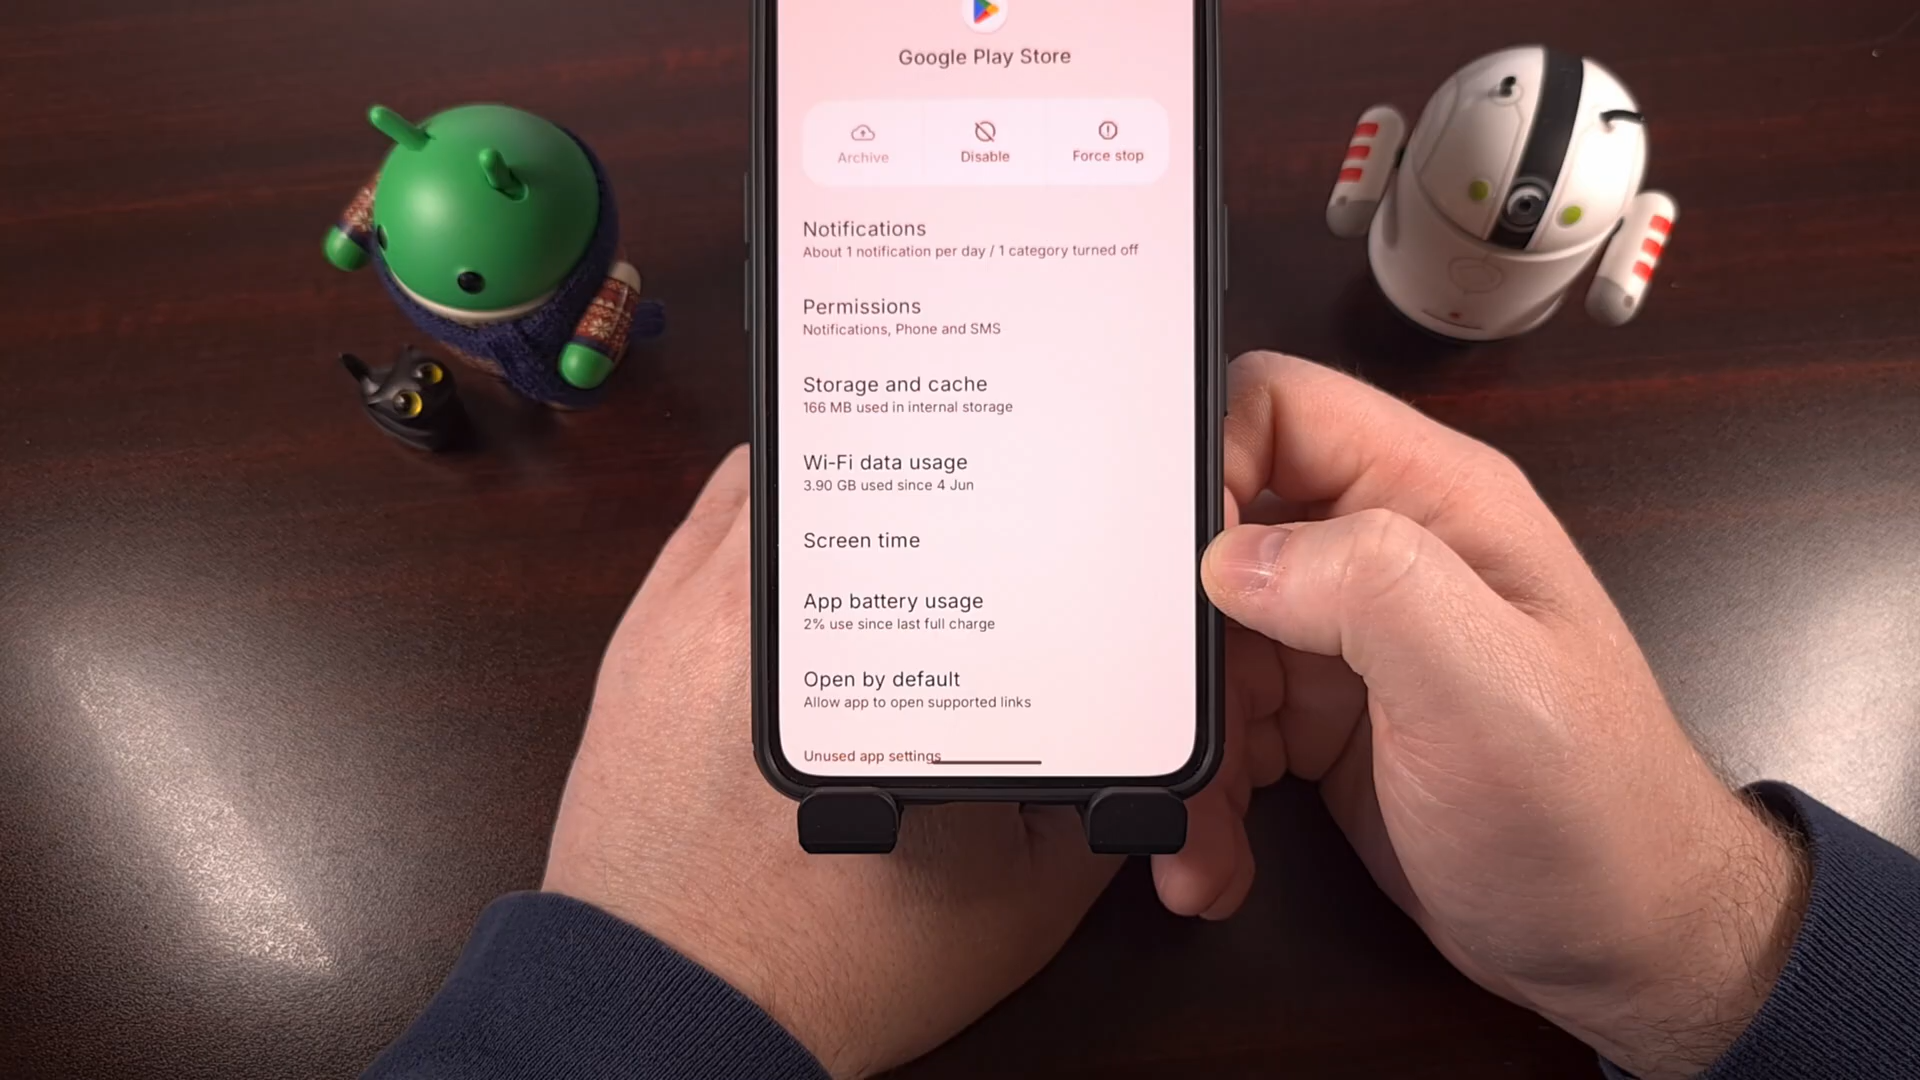 Google Play Store
Archive
Disable
Force stop
Notifications
About 1 notification per day / 1 category turned off
Permissions
Notifications, Phone and SMS
Storage and cache
166 MB used in internal storage
Wi-Fi data usage
3.90 GB used since 4 Jun
Screen time
App battery usage
2% use since last full charge
Open by default
Allow app to open supported links
Unused app settings